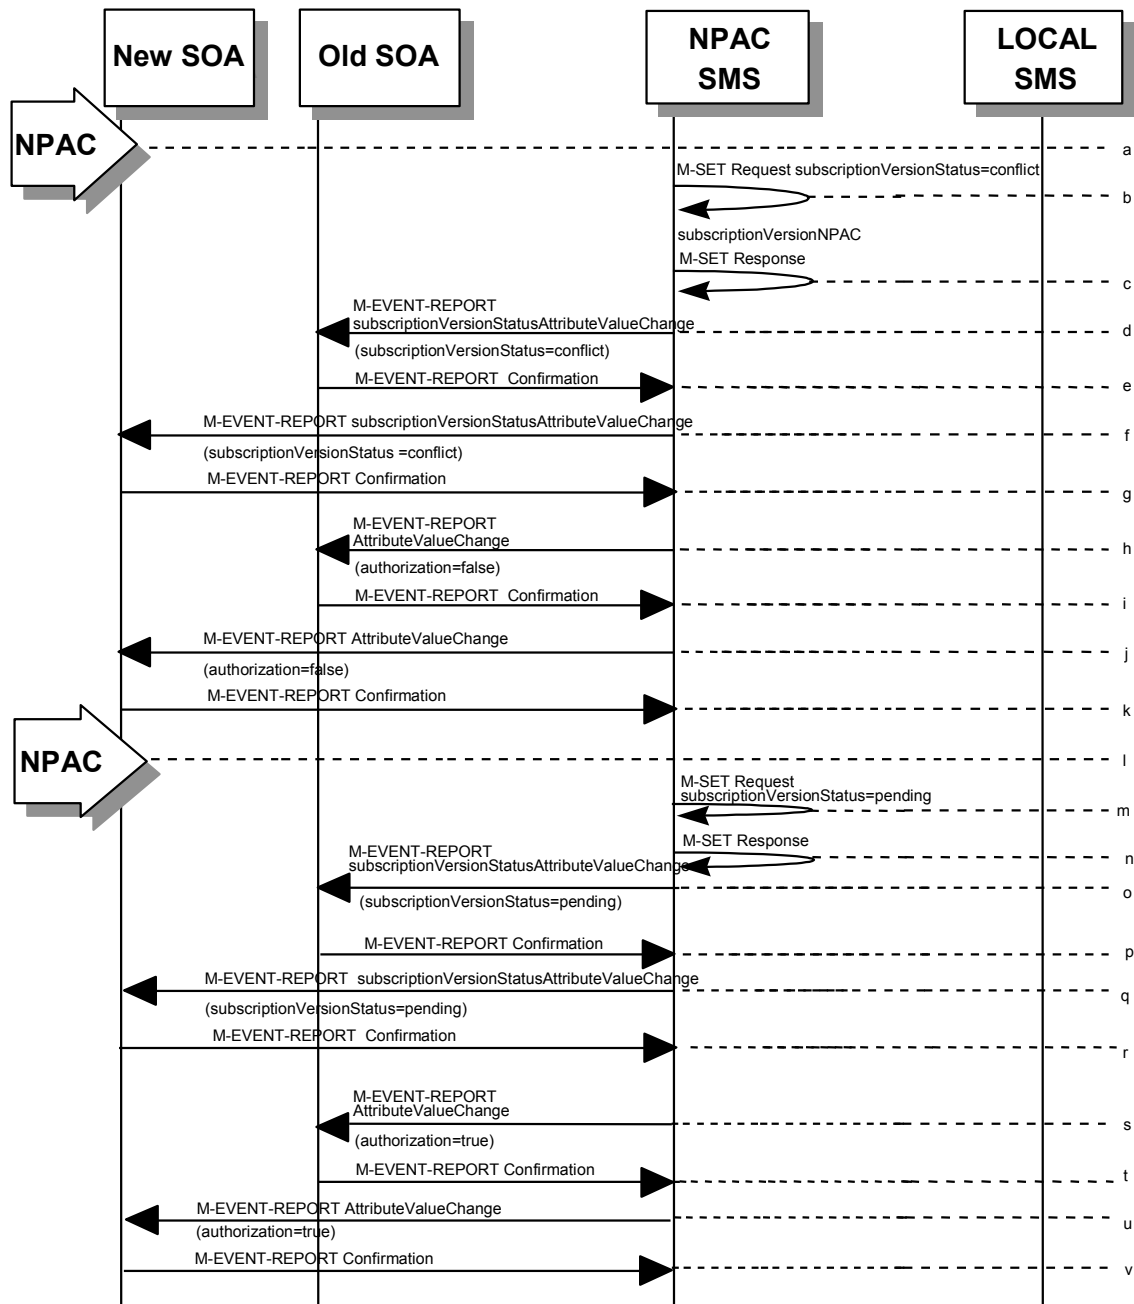 New SOA
Old SOA
NPAC
SMS
LOCAL
SMS
NPAC
a
M-SET Request subscriptionVersionStatus=conflict
b
subscriptionVersionNPAC
M-SET Response
c
M-EVENT-REPORT
subscriptionVersionStatusAttributeValueChange
d
(subscriptionVersionStatus=conflict)
M-EVENT-REPORT Confirmation
e
M-EVENT-REPORT subscriptionVersionStatusAttributeValueChange
f
(subscriptionVersionStatus =conflict)
M-EVENT-REPORT Confirmation
g
M-EVENT-REPORT
AttributeValueChange
h
(authorization=false)
M-EVENT-REPORT Confirmation
i
M-EVENT-REPORT AttributeValueChange
j
(authorization=false)
M-EVENT-REPORT Confirmation
k
NPAC
l
M-SET Request
subscriptionVersionStatus=pending
m
M-SET Response
n
M-EVENT-REPORT
subscriptionVersionStatusAttributeValueChange
o
(subscriptionVersionStatus=pending)
M-EVENT-REPORT Confirmation
p
M-EVENT-REPORT subscriptionVersionStatusAttributeValueChange
q
(subscriptionVersionStatus=pending)
M-EVENT-REPORT Confirmation
r
M-EVENT-REPORT
AttributeValueChange
s
(authorization=true)
M-EVENT-REPORT Confirmation
t
M-EVENT-REPORT AttributeValueChange
u
(authorization=true)
M-EVENT-REPORT Confirmation
v